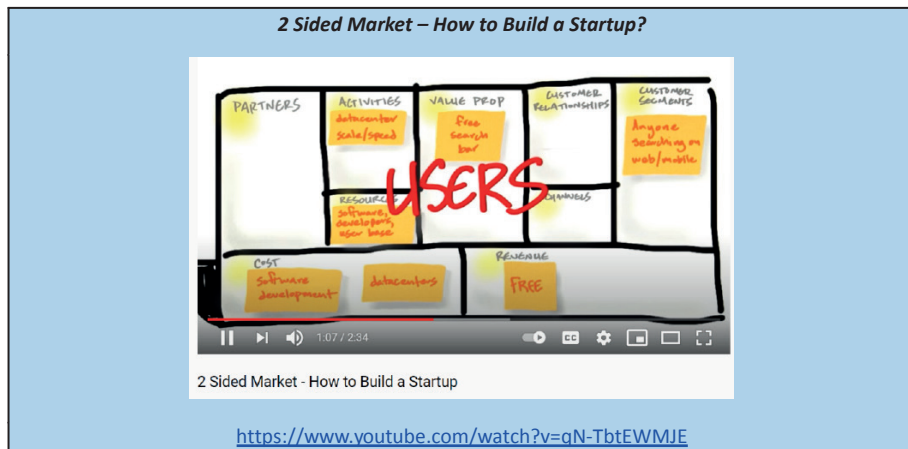 2 Sided Market – How to Build a Startup?
PARTNERS
ACTIVITIES
datacenter
scale/speed
VALUE PROP
free
search
bar
CUSTOMER
RELATIONSHIPS
CUSTOMER
SEGMENTS
Anyone
searching on
web/mobile
USERS
RESOURCES
software,
developers,
user base
CHANNELS
COST
software
development
datacenters
REVENUE
FREE
1:07 / 2:34
CC
2 Sided Market - How to Build a Startup
https://www.youtube.com/watch?v=qN-TbtEWMJE